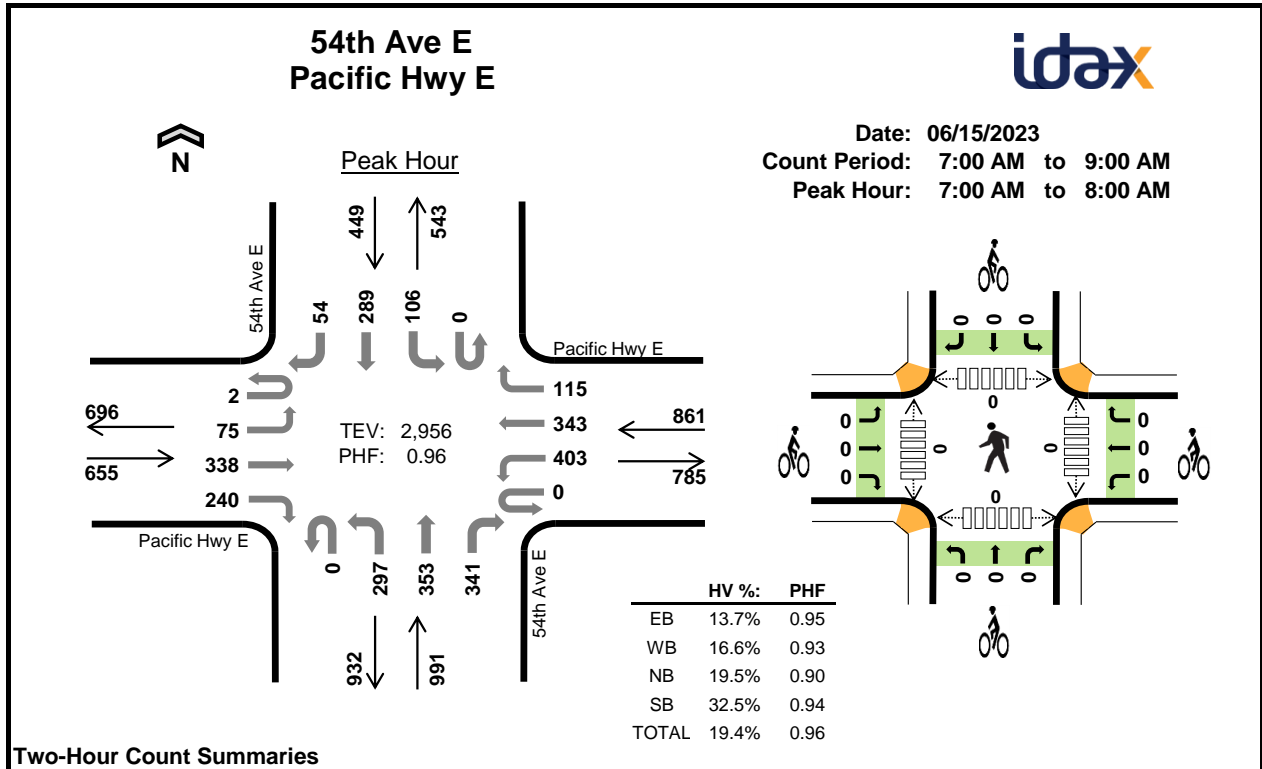 54th Ave E
Pacific Hwy E
idax
N
Peak Hour
Date: 06/15/2023
Count Period: 7:00 AM to 9:00 AM
Peak Hour: 7:00 AM to 8:00 AM
449
543
54th Ave E
54
289
106
0
Pacific Hwy E
2
75
338
240
696
655
TEV: 2,956
PHF: 0.96
115
343
403
0
861
785
Pacific Hwy E
0
297
353
341
54th Ave E
932
991
0 0 0
0
0
0
0
0
0
0
0
0
0
0
0 0 0
HV %: PHF
EB 13.7% 0.95
WB 16.6% 0.93
NB 19.5% 0.90
SB 32.5% 0.94
TOTAL 19.4% 0.96
Two-Hour Count Summaries